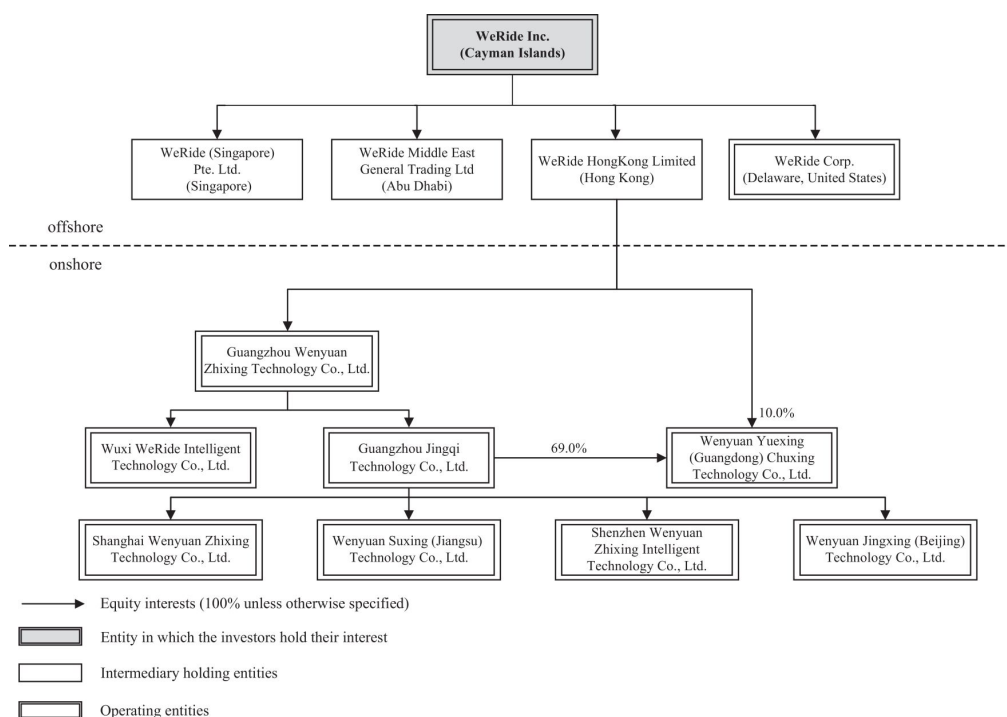 WeRide Inc.
(Cayman Islands)
WeRide (Singapore)
Pte. Ltd.
(Singapore)
WeRide Middle East
General Trading Ltd
(Abu Dhabi)
WeRide HongKong Limited
(Hong Kong)
WeRide Corp.
(Delaware, United States)
offshore
onshore
Guangzhou Wenyuan
Zhixing Technology Co., Ltd.
10.0%
Wuxi WeRide Intelligent
Technology Co., Ltd.
Guangzhou Jingqi
Technology Co., Ltd.
69.0%
Wenyuan Yuexing
(Guangdong) Chuxing
Technology Co., Ltd.
Shanghai Wenyuan Zhixing
Technology Co., Ltd.
Wenyuan Suxing (Jiangsu)
Technology Co., Ltd.
Shenzhen Wenyuan
Zhixing Intelligent
Technology Co., Ltd.
Wenyuan Jingxing (Beijing)
Technology Co., Ltd.
Equity interests (100% unless otherwise specified)
Entity in which the investors hold their interest
Intermediary holding entities
Operating entities